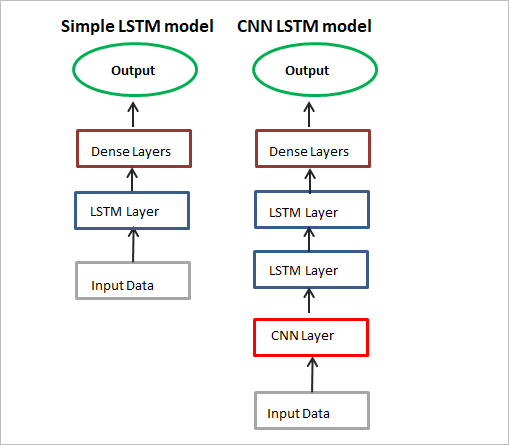 Simple LSTM model
Output
Dense Layers
LSTM Layer
Input Data
CNN LSTM model
Output
Dense Layers
LSTM Layer
LSTM Layer
CNN Layer
Input Data